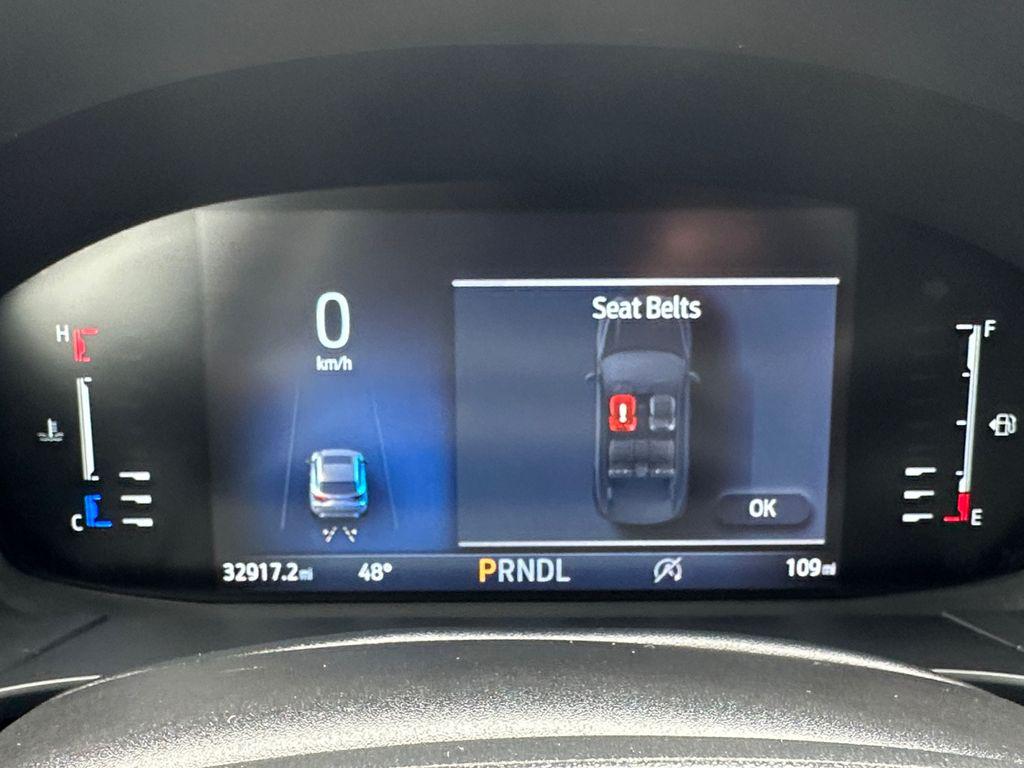 Seat Belts
0
km/h
H
F
C
E
OK
32917.2mi 48° PRNDL 109mi